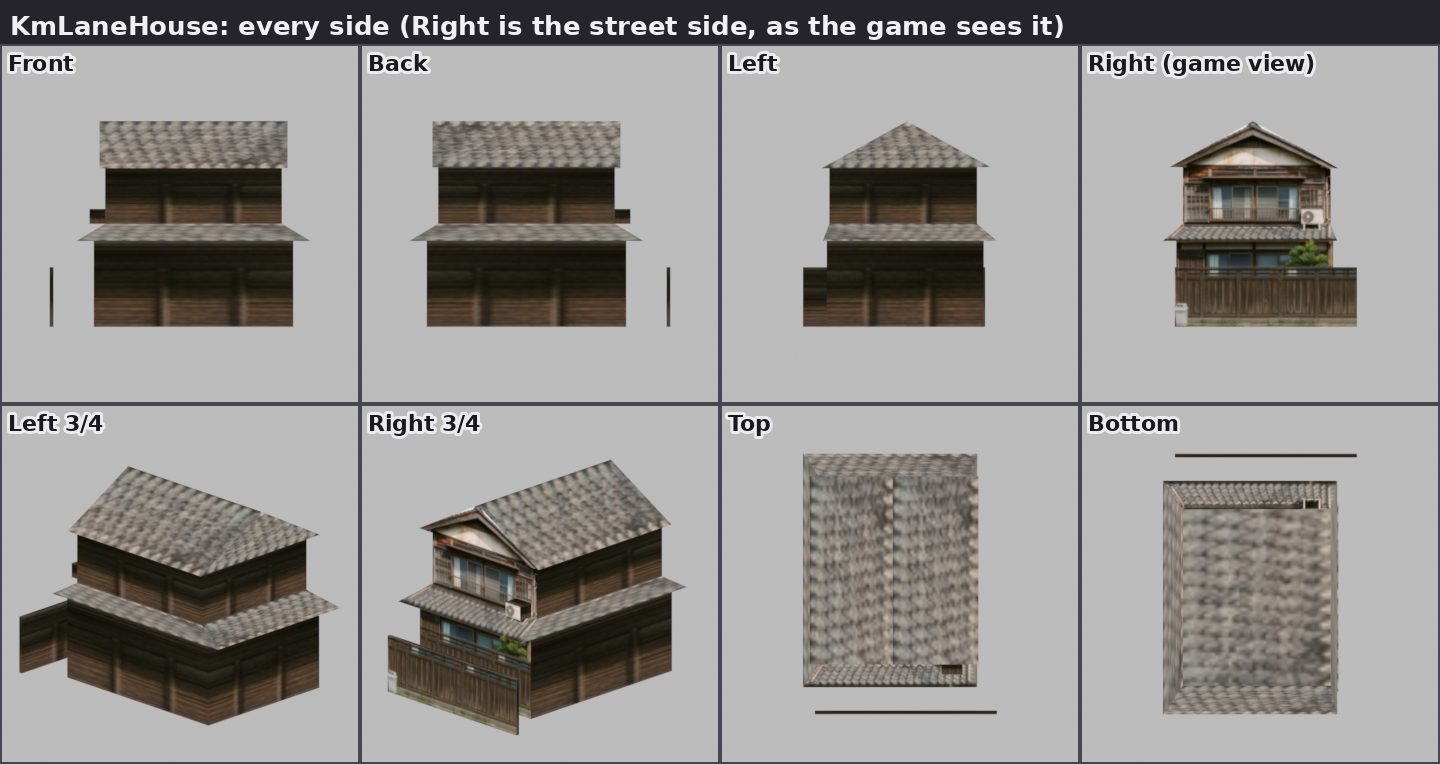 KmLaneHouse: every side (Right is the street side, as the game sees it)
Front
Back
Left
Right (game view)
Left 3/4
Right 3/4
Top
Bottom